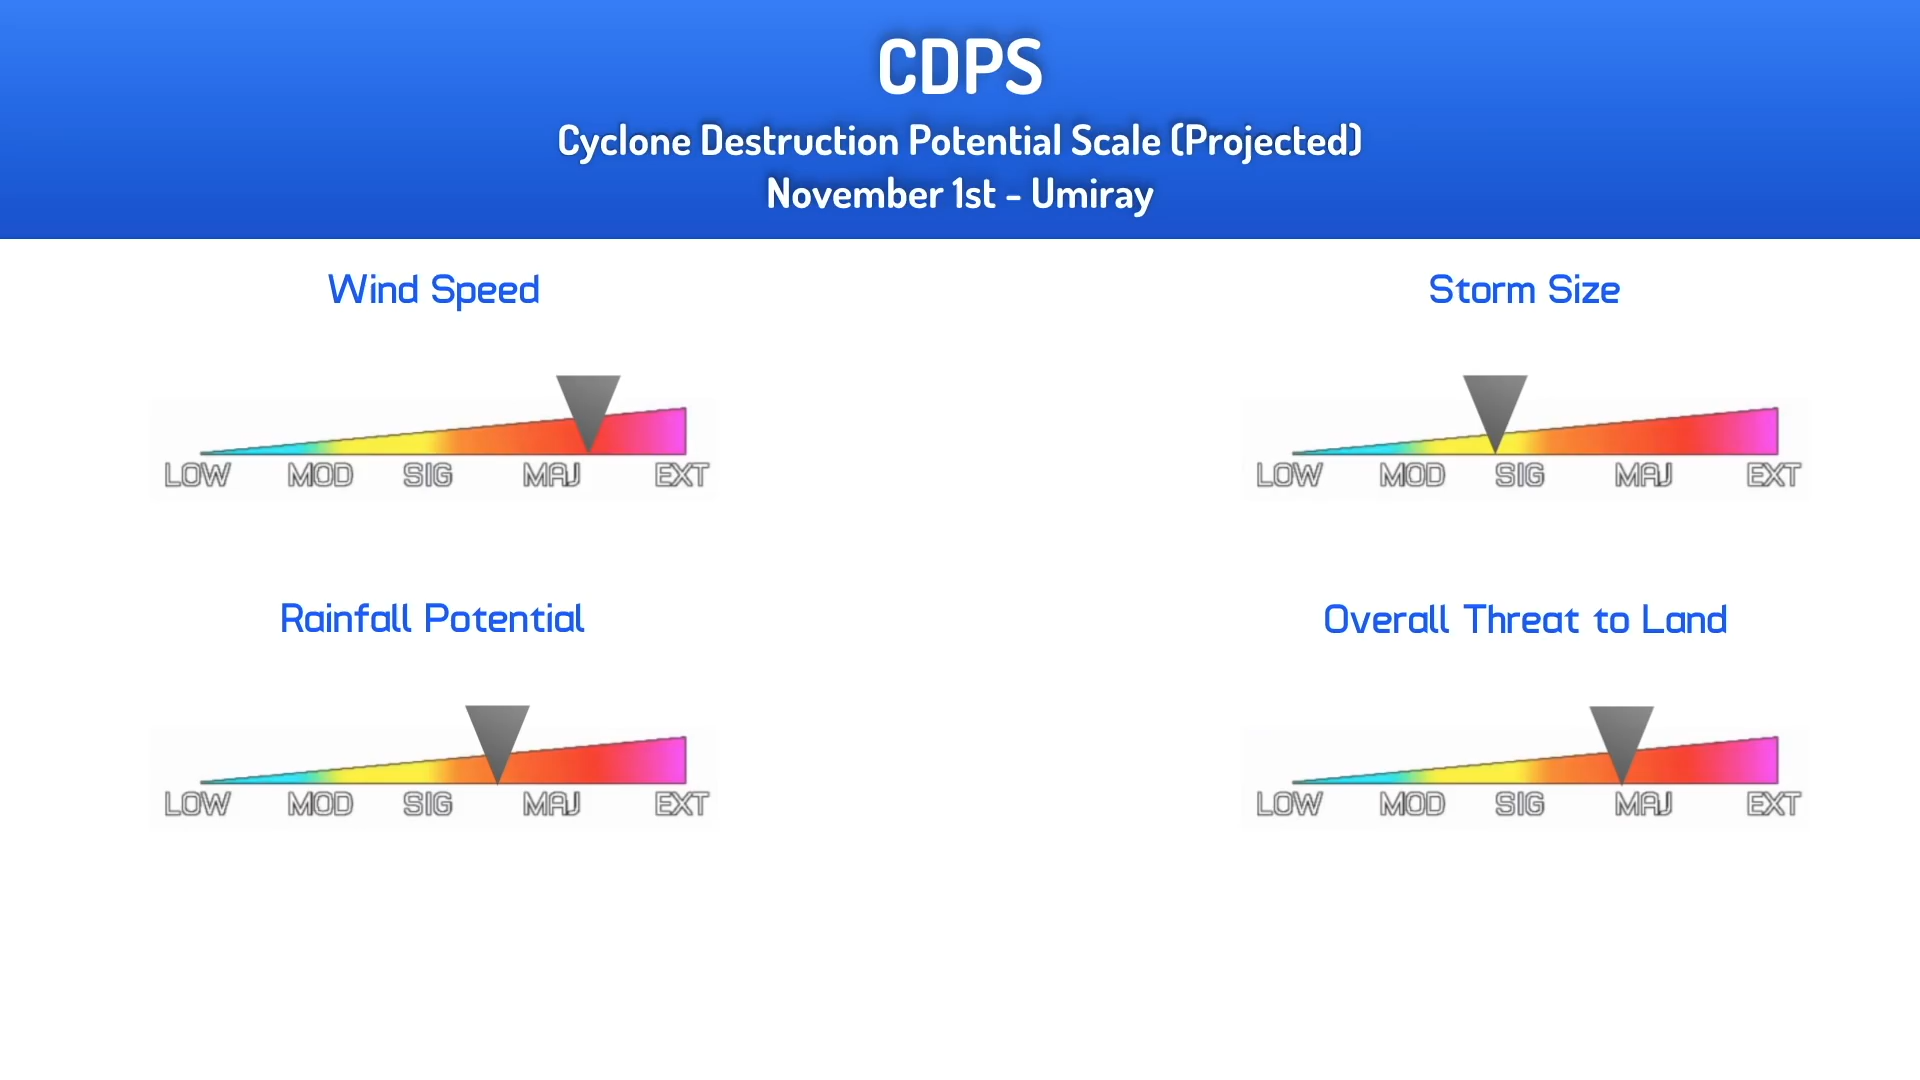 CDPS
Cyclone Destruction Potential Scale (Projected)
November 1st - Umiray
Wind Speed
LOW MOD SIG MAJ EXT
Storm Size
LOW MOD SIG MAJ EXT
Rainfall Potential
LOW MOD SIG MAJ EXT
Overall Threat to Land
LOW MOD SIG MAJ EXT